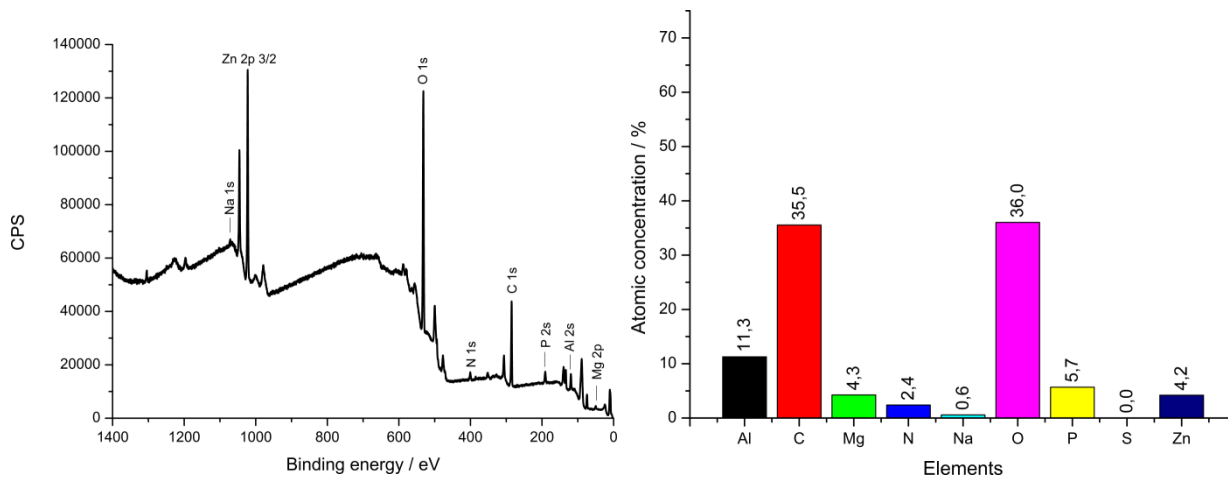 140000
120000
100000
80000
60000
40000
20000
0
CPS
1400
1200
1000
800
600
400
200
0
Binding energy / eV
Na 1s
Zn 2p 3/2
O 1s
N 1s
C 1s
P 2s
Al 2s
Mg 2p
70
60
50
40
30
20
10
0
Atomic concentration / %
11,3
35,5
4,3
2,4
0,6
36,0
5,7
0,0
4,2
Al
C
Mg
N
Na
O
P
S
Zn
Elements